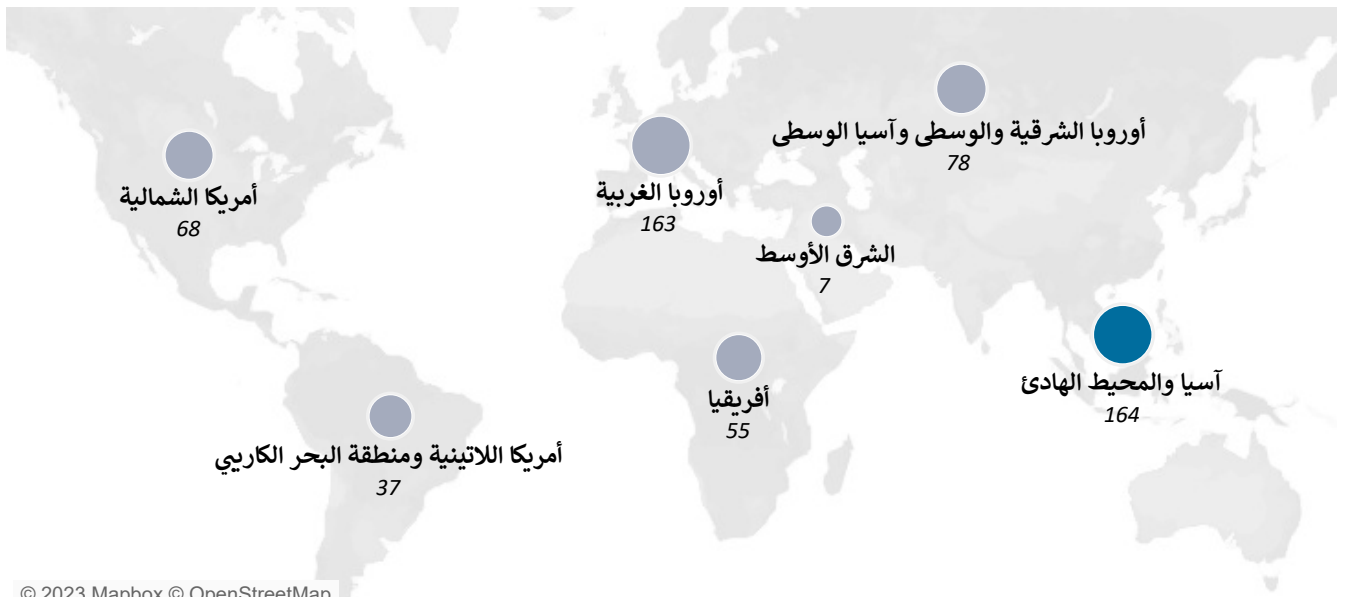 أوروبا الشرقية والوسطى وآسيا الوسطى
78
أمريكا الشمالية
68
أوروبا الغربية
163
الشرق الأوسط
7
آسيا والمحيط الهادئ
164
أفريقيا
55
أمريكا اللاتينية ومنطقة البحر الكاريبي
37
© 2023 Mapbox © OpenStreetMap